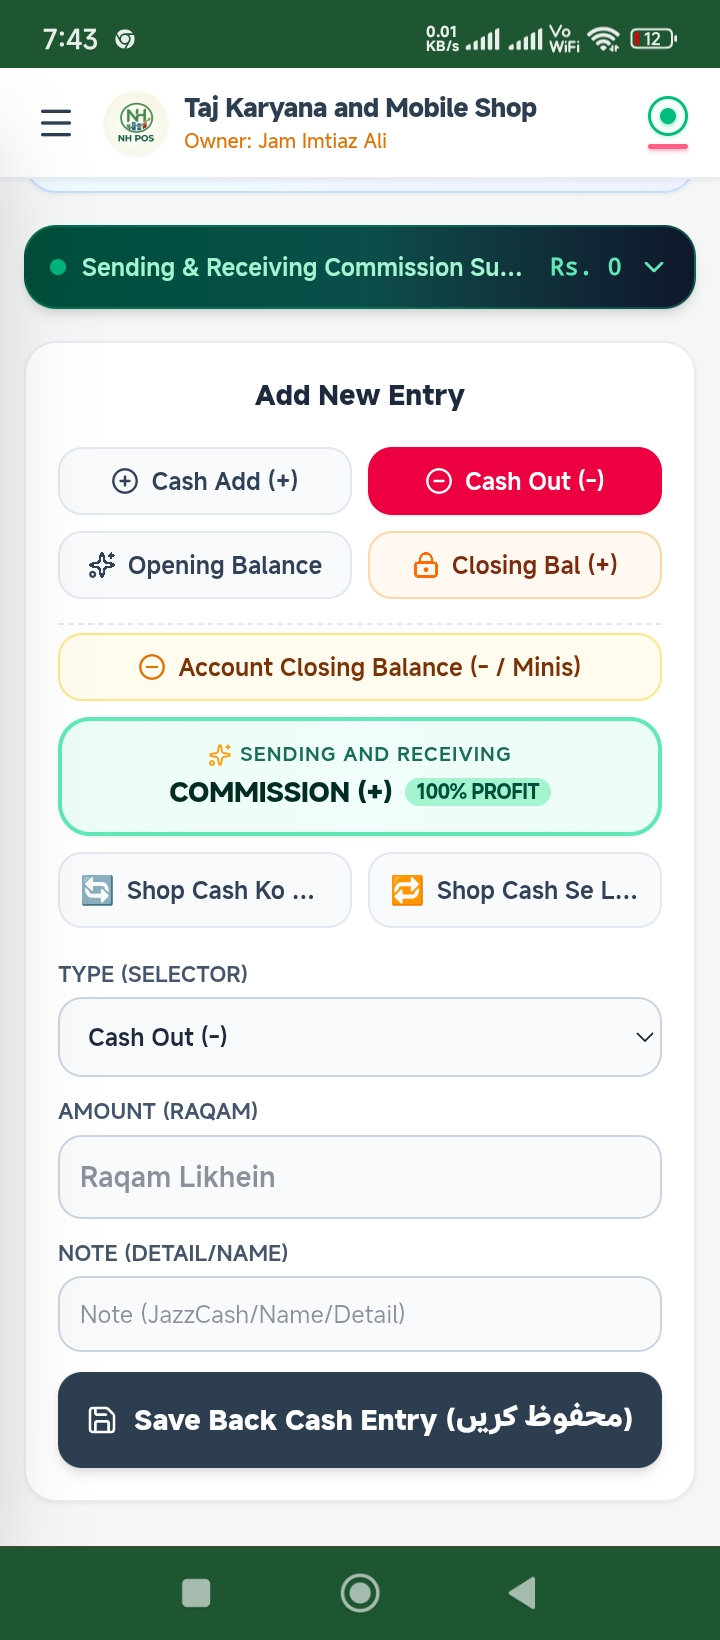 7:43
0.01
KB/s
Vo
WiFi
12
NH
NH POS
Taj Karyana and Mobile Shop
Owner: Jam Imtiaz Ali
Sending & Receiving Commission Su...
Rs. 0
Add New Entry
Cash Add (+)
Cash Out (-)
Opening Balance
Closing Bal (+)
Account Closing Balance (- / Minis)
SENDING AND RECEIVING
COMMISSION (+) 100% PROFIT
Shop Cash Ko ...
Shop Cash Se L...
TYPE (SELECTOR)
Cash Out (-)
AMOUNT (RAQAM)
Raqam Likhein
NOTE (DETAIL/NAME)
Note (JazzCash/Name/Detail)
Save Back Cash Entry (محفوظ کریں)